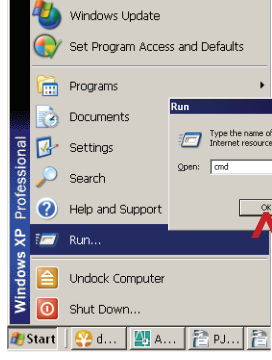 Windows Update
Set Program Access and Defaults
Programs
Documents
Settings
Search
Help and Support
Run...
Undock Computer
Shut Down...
Windows XP Professional
Run
Type the name of
Internet resource
Open: cmd
OK
Start
d...
A...
PJ...